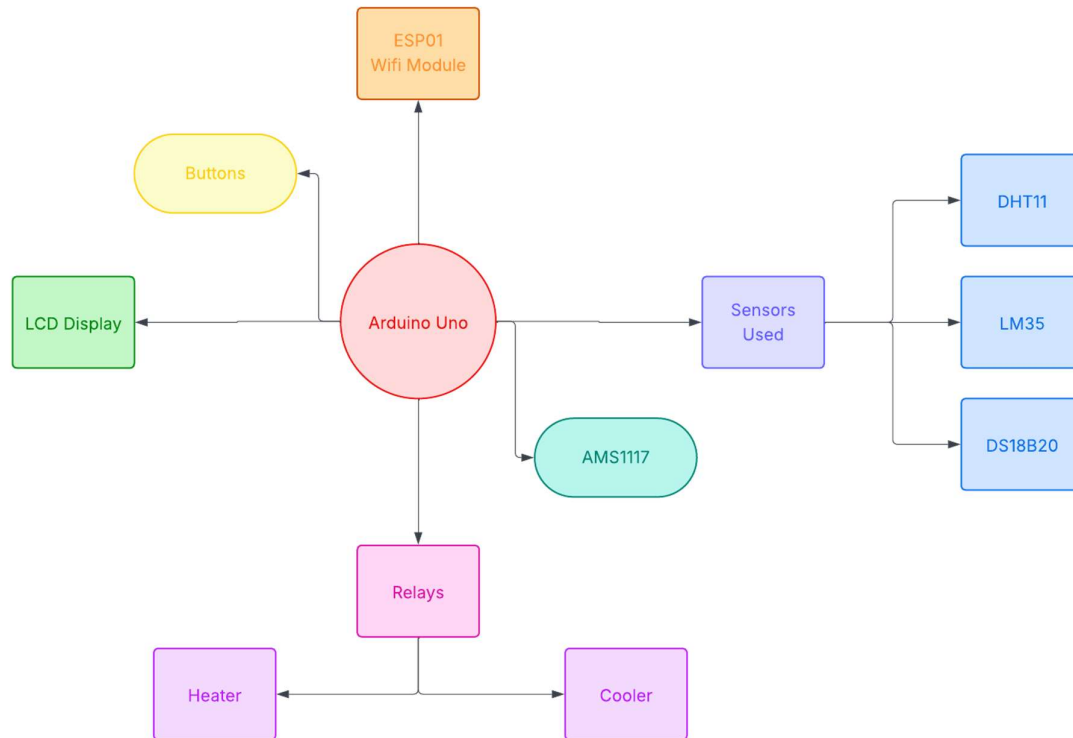 ESP01
Wifi Module
Buttons
DHT11
LCD Display
Arduino Uno
Sensors
Used
LM35
AMS1117
DS18B20
Relays
Heater
Cooler